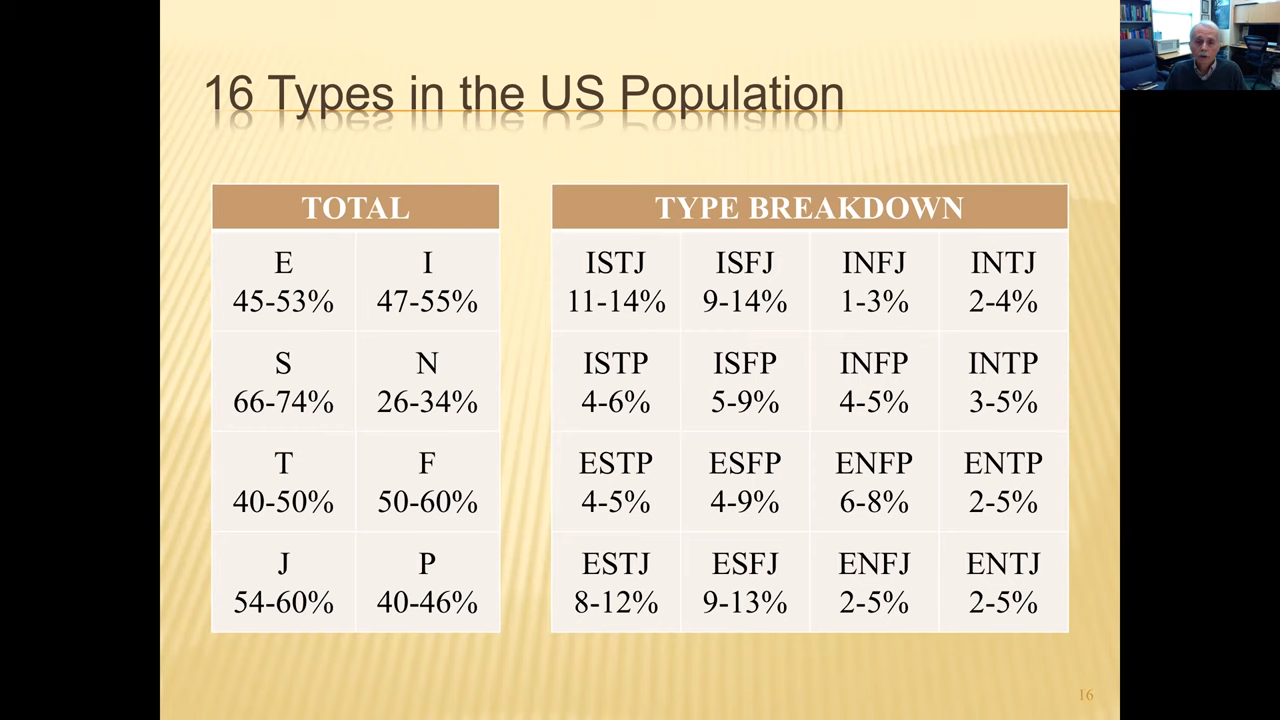 16 Types in the US Population
TOTAL
E I
45-53% 47-55%
S N
66-74% 26-34%
T F
40-50% 50-60%
J P
54-60% 40-46%
TYPE BREAKDOWN
ISTJ ISFJ INFJ INTJ
11-14% 9-14% 1-3% 2-4%
ISTP ISFP INFP INTP
4-6% 5-9% 4-5% 3-5%
ESTP ESFP ENFP ENTP
4-5% 4-9% 6-8% 2-5%
ESTJ ESFJ ENFJ ENTJ
8-12% 9-13% 2-5% 2-5%
16